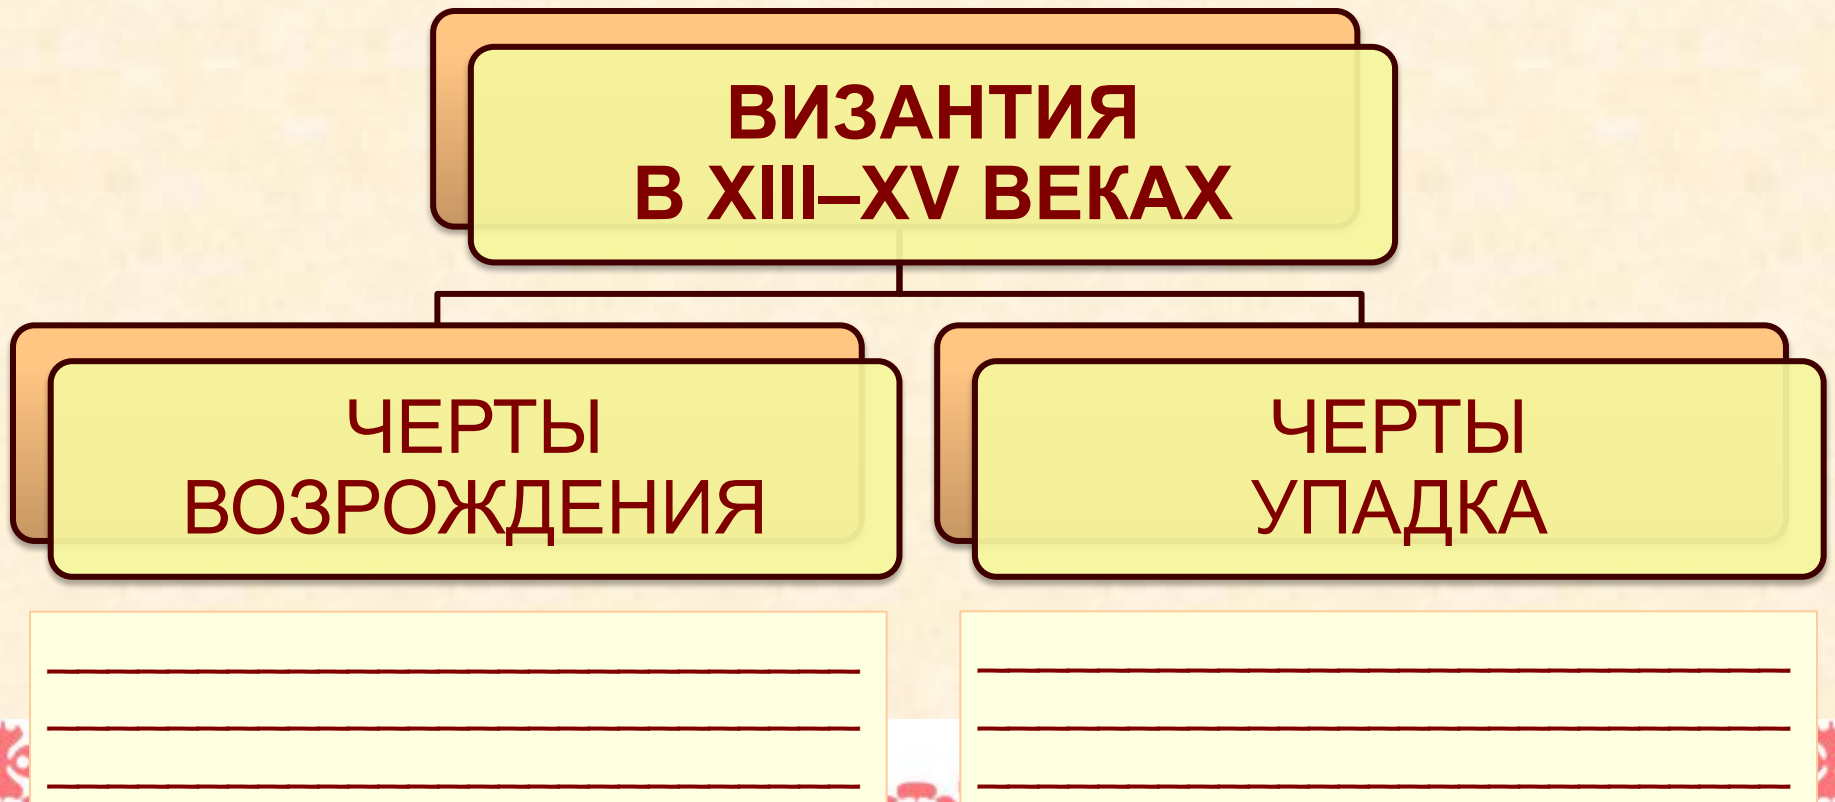 ВИЗАНТИЯ
В XIII–XV ВЕКАХ
ЧЕРТЫ
ВОЗРОЖДЕНИЯ
ЧЕРТЫ
УПАДКА